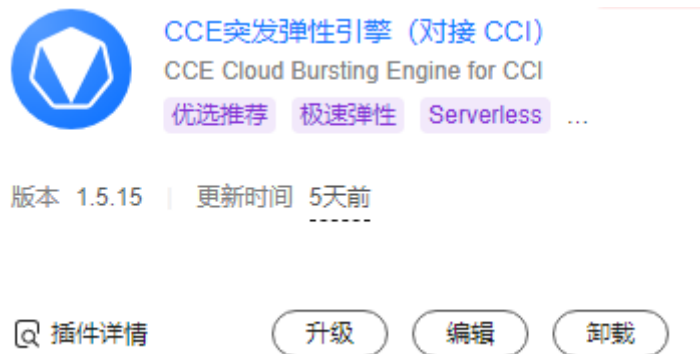 CCE突发弹性引擎（对接 CCI）
CCE Cloud Bursting Engine for CCI
优选推荐 极速弹性 Serverless ...
版本 1.5.15 更新时间 5天前
插件详情 升级 编辑 卸载